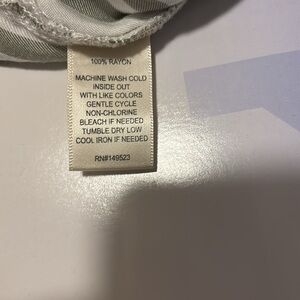 100% RAYON
MACHINE WASH COLD
INSIDE OUT
WITH LIKE COLORS
GENTLE CYCLE
NON-CHLORINE
BLEACH IF NEEDED
TUMBLE DRY LOW
COOL IRON IF NEEDED
RN#149523